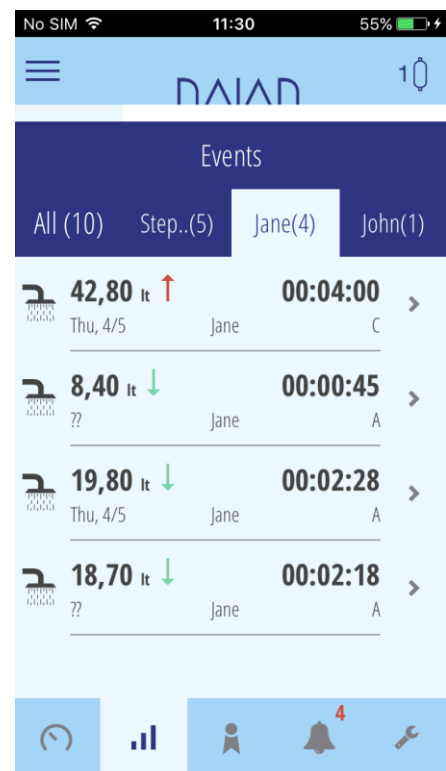 No SIM 11:30 55%
DAIAD 1
Events
All (10) Step..(5) Jane(4) John(1)
42,80 lt 00:04:00
Thu, 4/5 Jane C
8,40 lt 00:00:45
?? Jane A
19,80 lt 00:02:28
Thu, 4/5 Jane A
18,70 lt 00:02:18
?? Jane A
4